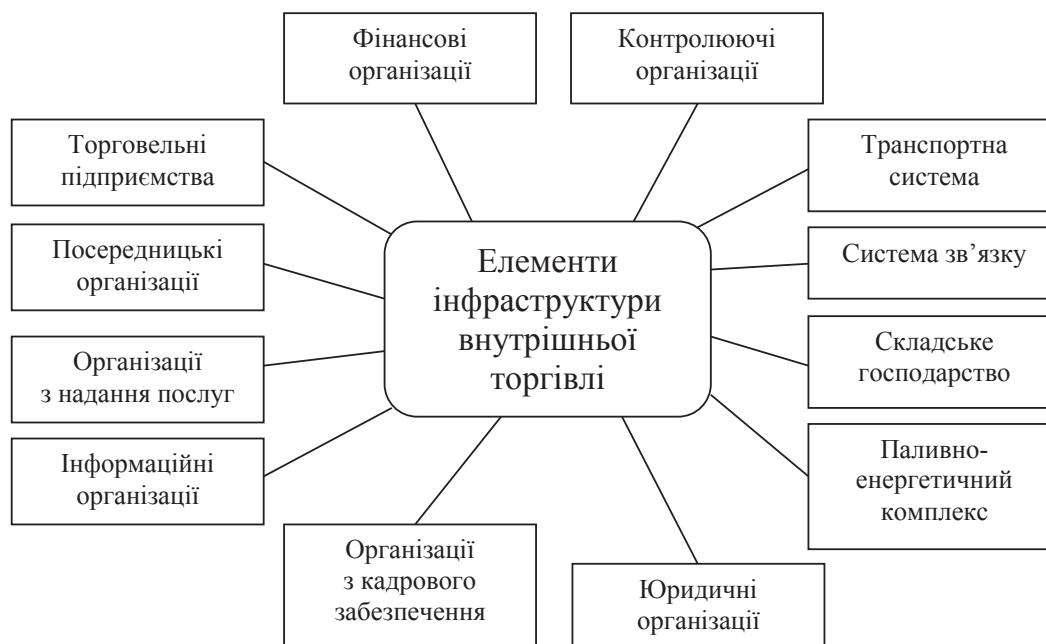 Фінансові
організації
Контролюючі
організації
Торговельні
підприємства
Транспортна
система
Посередницькі
організації
Елементи
інфраструктури
внутрішньої
торгівлі
Система зв’язку
Організації
з надання послуг
Складське
господарство
Інформаційні
організації
Паливно-
енергетичний
комплекс
Організації
з кадрового
забезпечення
Юридичні
організації